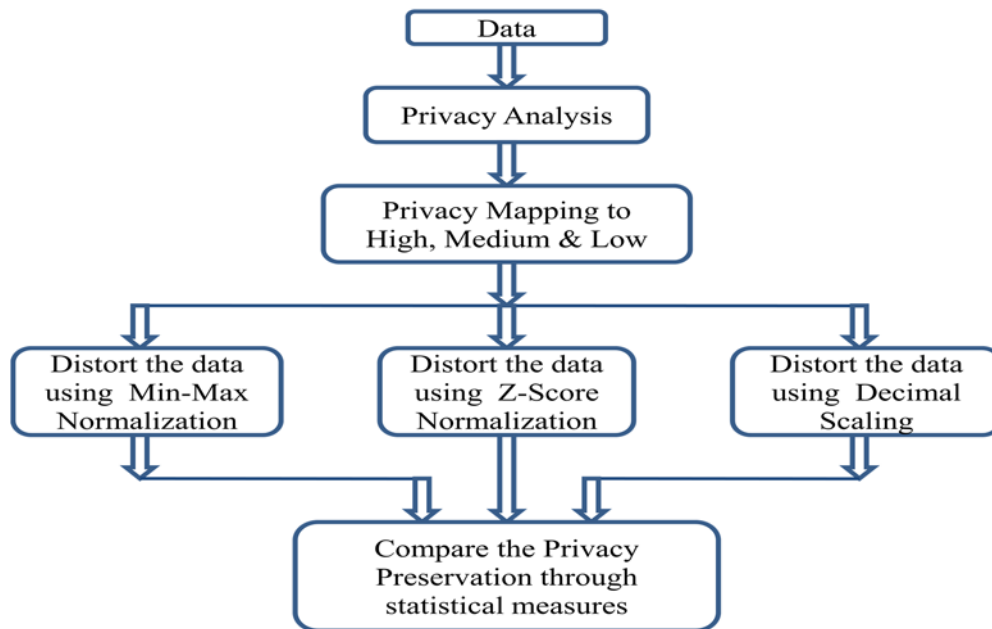 Data
Privacy Analysis
Privacy Mapping to
High, Medium & Low
Distort the data
using Min-Max
Normalization
Distort the data
using Z-Score
Normalization
Distort the data
using Decimal
Scaling
Compare the Privacy
Preservation through
statistical measures